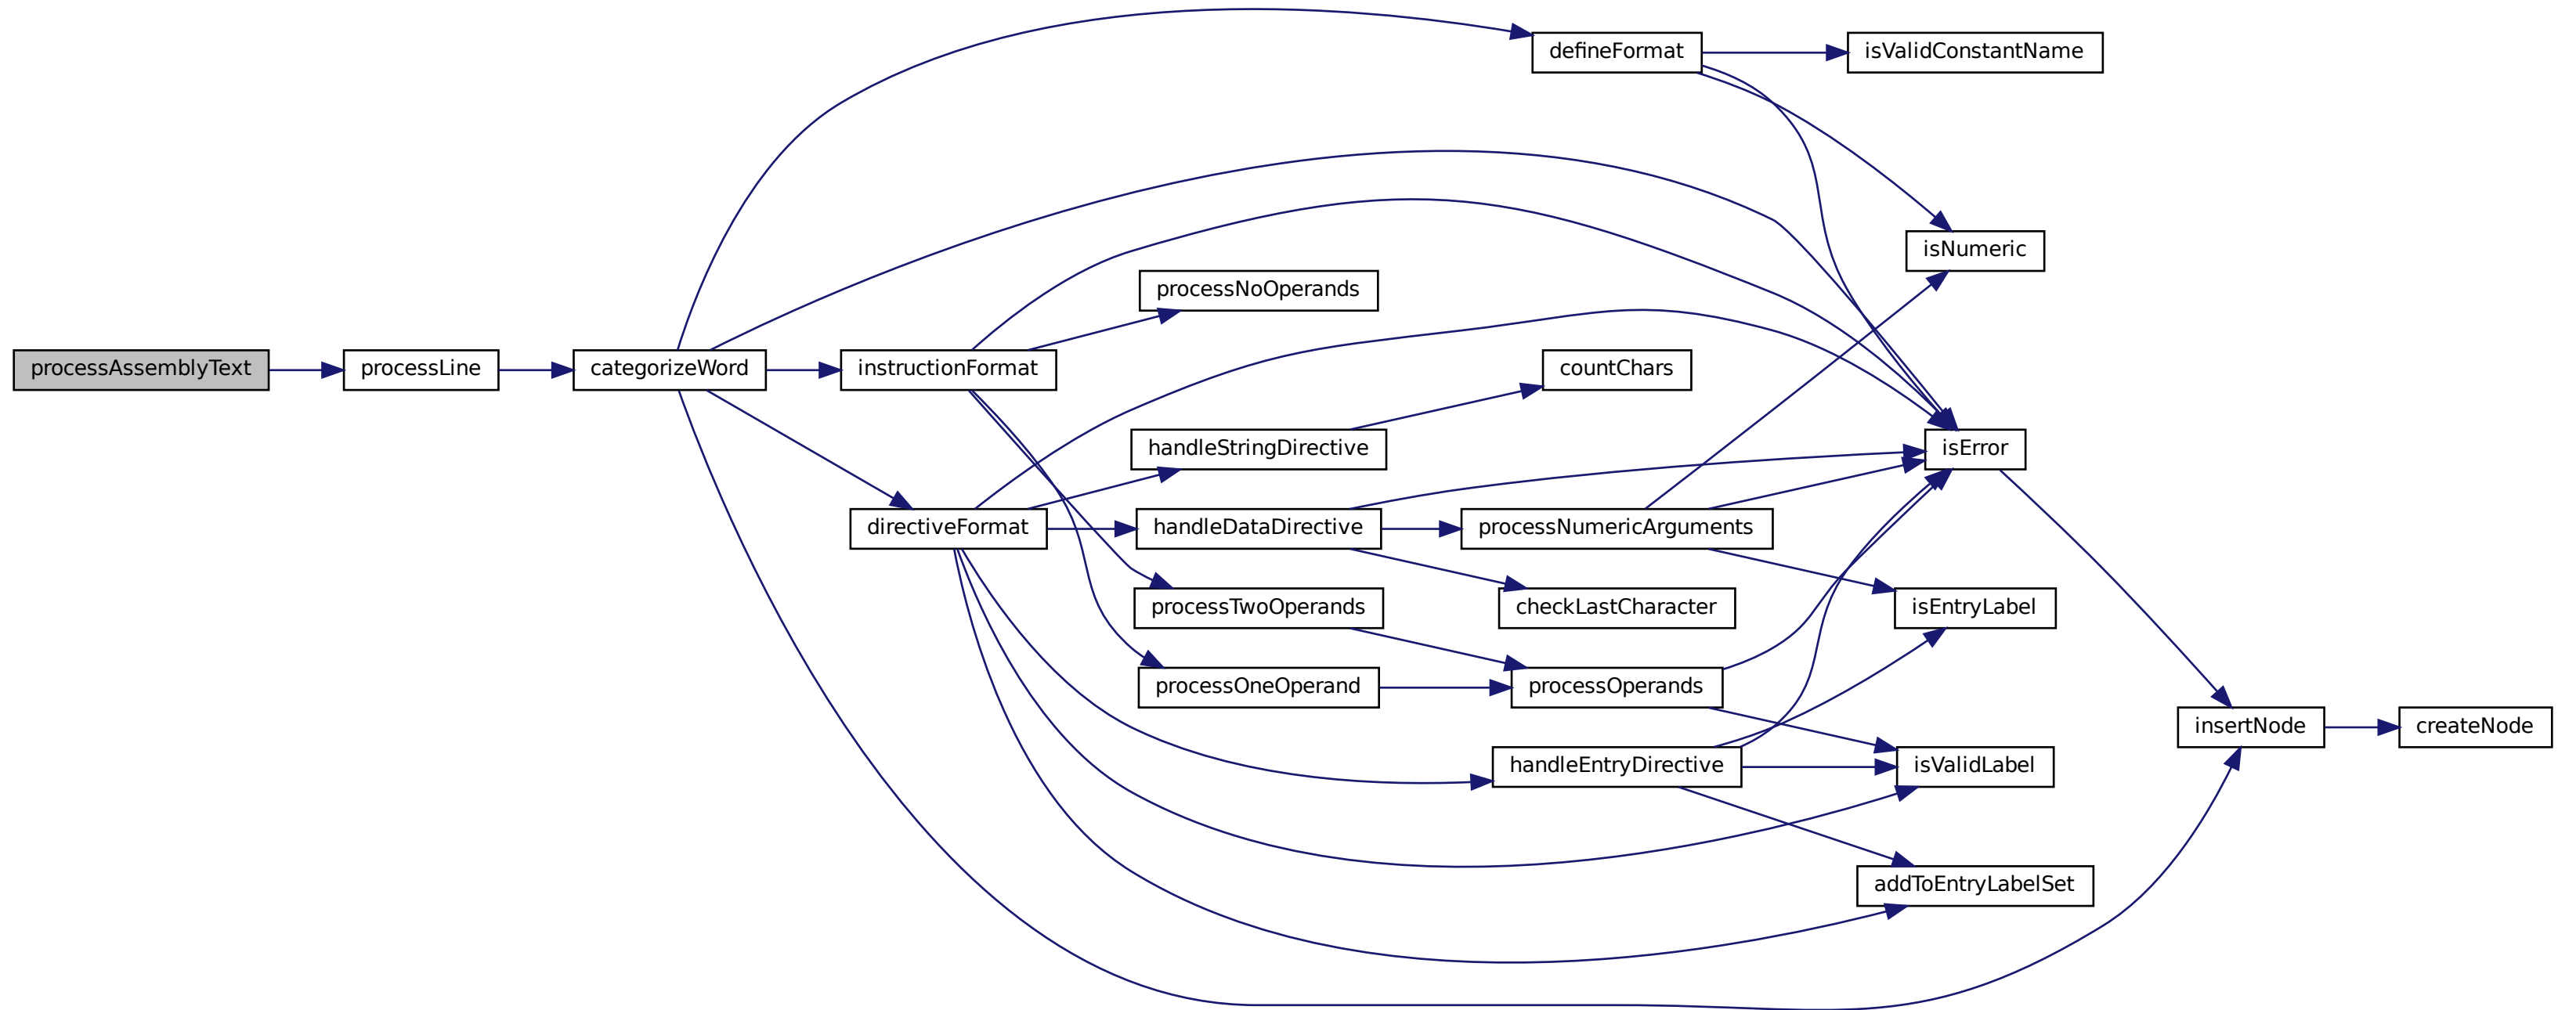 defineFormat
isValidConstantName
isNumeric
processNoOperands
processAssemblyText
processLine
categorizeWord
instructionFormat
countChars
handleStringDirective
isError
directiveFormat
handleDataDirective
processNumericArguments
processTwoOperands
checkLastCharacter
isEntryLabel
processOneOperand
processOperands
insertNode
createNode
handleEntryDirective
isValidLabel
addToEntryLabelSet